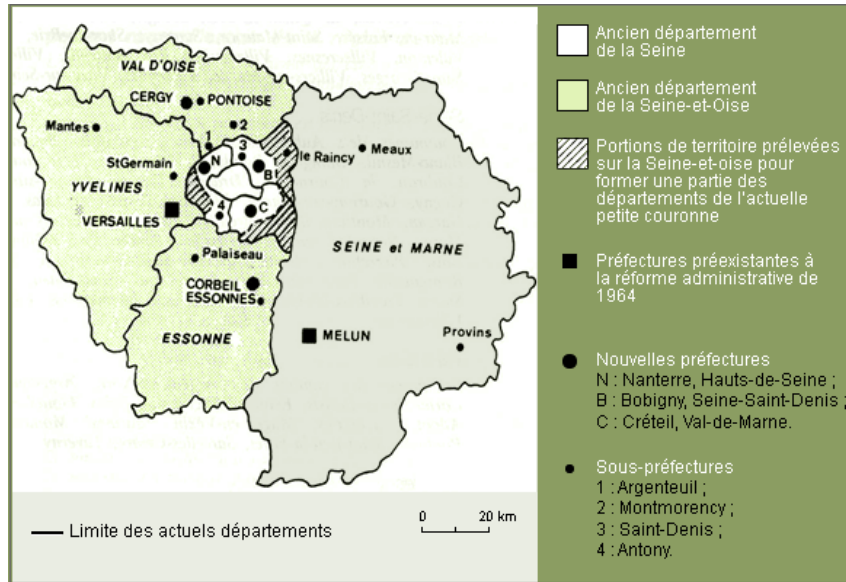 VAL D'OISE
CERGY
PONTOISE
Mantes
1
2
3
N
B
le Raincy
Meaux
St Germain
YVELINES
VERSAILLES
4
C
SEINE et MARNE
Palaiseau
CORBEIL
ESSONNES
ESSONNE
MELUN
Provins
Limite des actuels départements
0 20 km
Ancien département
de la Seine
Ancien département
de la Seine-et-Oise
Portions de territoire prélevées
sur la Seine-et-oise pour
former une partie des
départements de l'actuelle
petite couronne
Préfectures préexistantes à
la réforme administrative de
1964
Nouvelles préfectures
N : Nanterre, Hauts-de-Seine ;
B : Bobigny, Seine-Saint-Denis ;
C : Créteil, Val-de-Marne.
Sous-préfectures
1 : Argenteuil ;
2 : Montmorency ;
3 : Saint-Denis ;
4 : Antony.